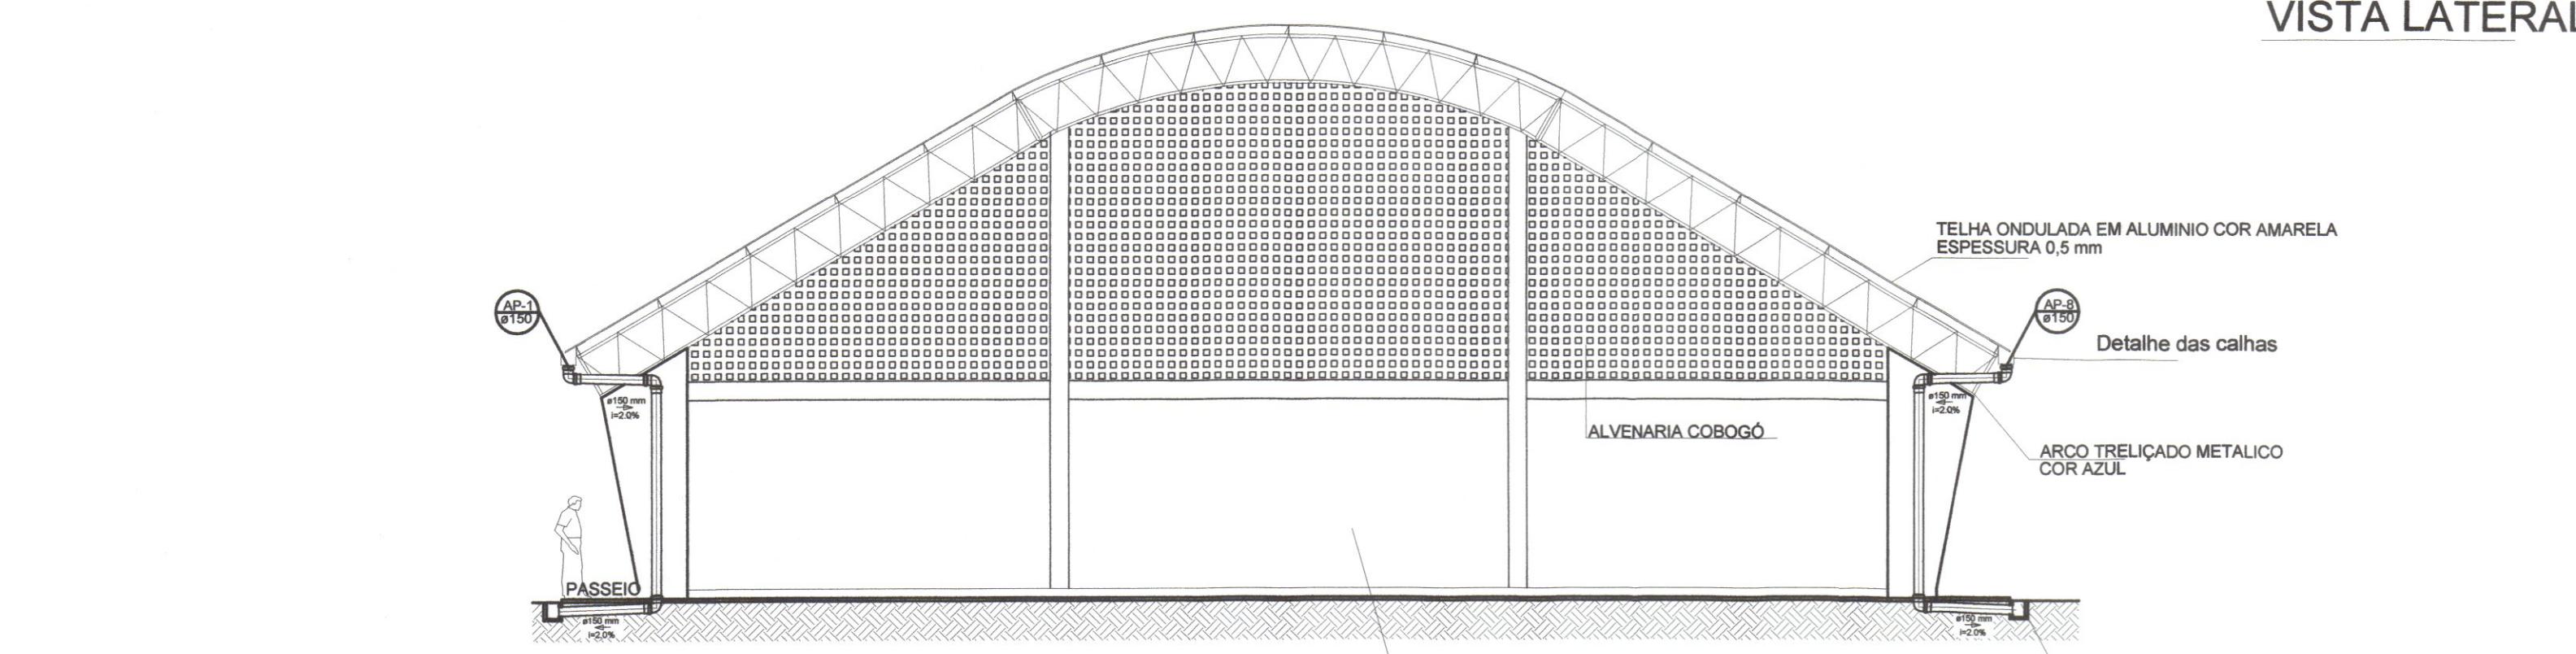 VISTA LATERAL
TELHA ONDULADA EM ALUMINIO COR AMARELA
ESPESSURA 0,5 mm
AP-1
ø150
AP-8
ø150
Detalhe das calhas
ø150 mm
i=2.0%
ø150 mm
i=2.0%
ALVENARIA COBOGÓ
ARCO TRELIÇADO METALICO
COR AZUL
PASSEIO
ø150 mm
i=2.0%
ø150 mm
i=2.0%